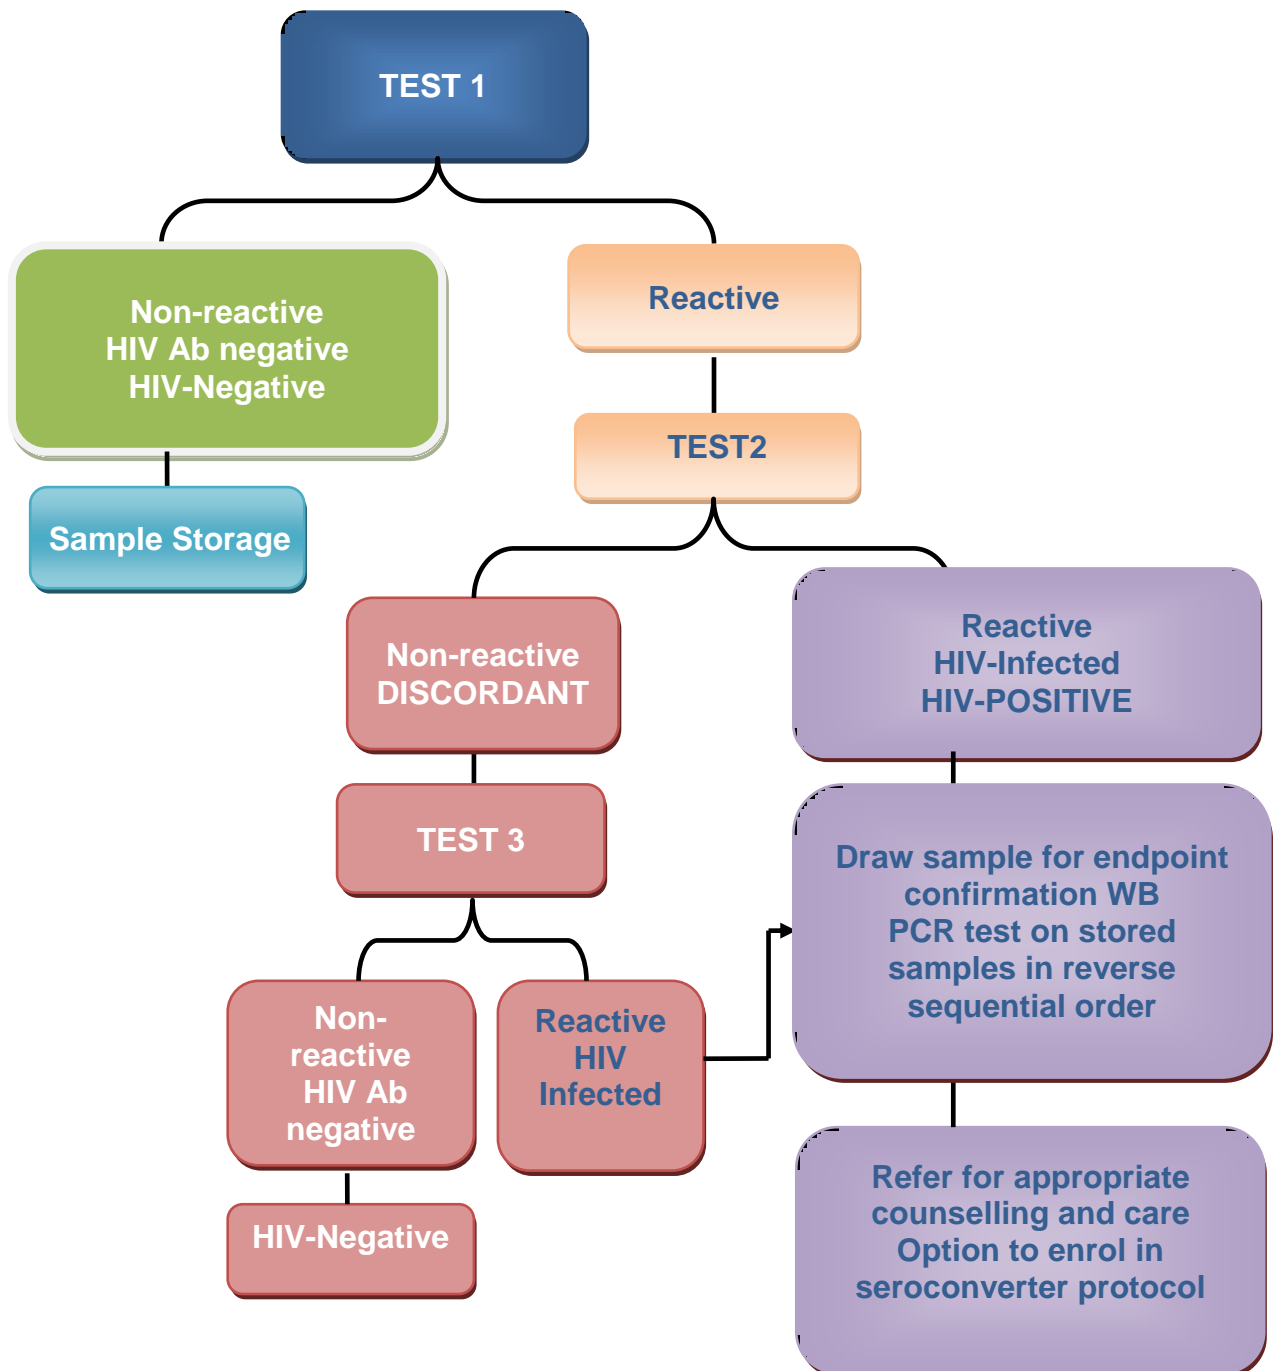 TEST 1
Non-reactive
HIV Ab negative
HIV-Negative
Reactive
TEST2
Sample Storage
Non-reactive
DISCORDANT
Reactive
HIV-Infected
HIV-POSITIVE
TEST 3
Draw sample for endpoint
confirmation WB
PCR test on stored
samples in reverse
sequential order
Non-
reactive
HIV Ab
negative
Reactive
HIV
Infected
HIV-Negative
Refer for appropriate
counselling and care
Option to enrol in
seroconverter protocol